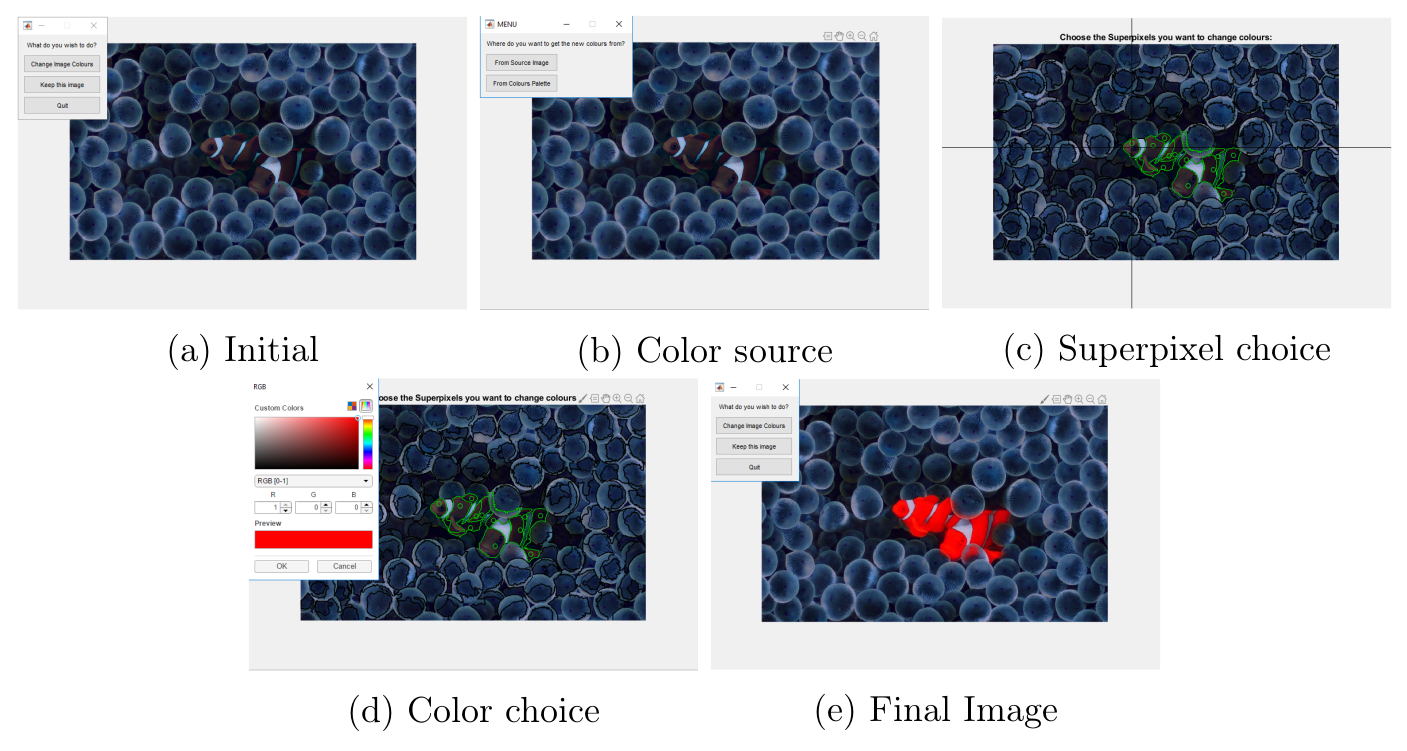 What do you wish to do?
Change Image Colours
Keep this image
Quit
MENU
Where do you want to get the new colours from?
From Source Image
From Colours Palette
Choose the Superpixels you want to change colours:
(a) Initial
(b) Color source
(c) Superpixel choice
RGB
Custom Colors
RGB [0-1]
R G B
1 0 0
Preview
OK Cancel
oose the Superpixels you want to change colours
What do you wish to do?
Change Image Colours
Keep this image
Quit
(d) Color choice
(e) Final Image